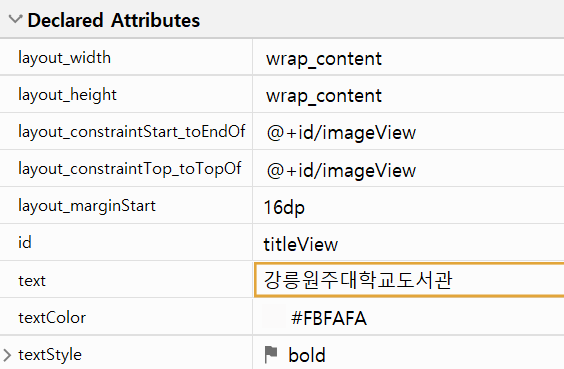 Declared Attributes
layout_width wrap_content
layout_height wrap_content
layout_constraintStart_toEndOf @+id/imageView
layout_constraintTop_toTopOf @+id/imageView
layout_marginStart 16dp
id titleView
text 강릉원주대학교도서관
textColor #FBFAFA
textStyle bold